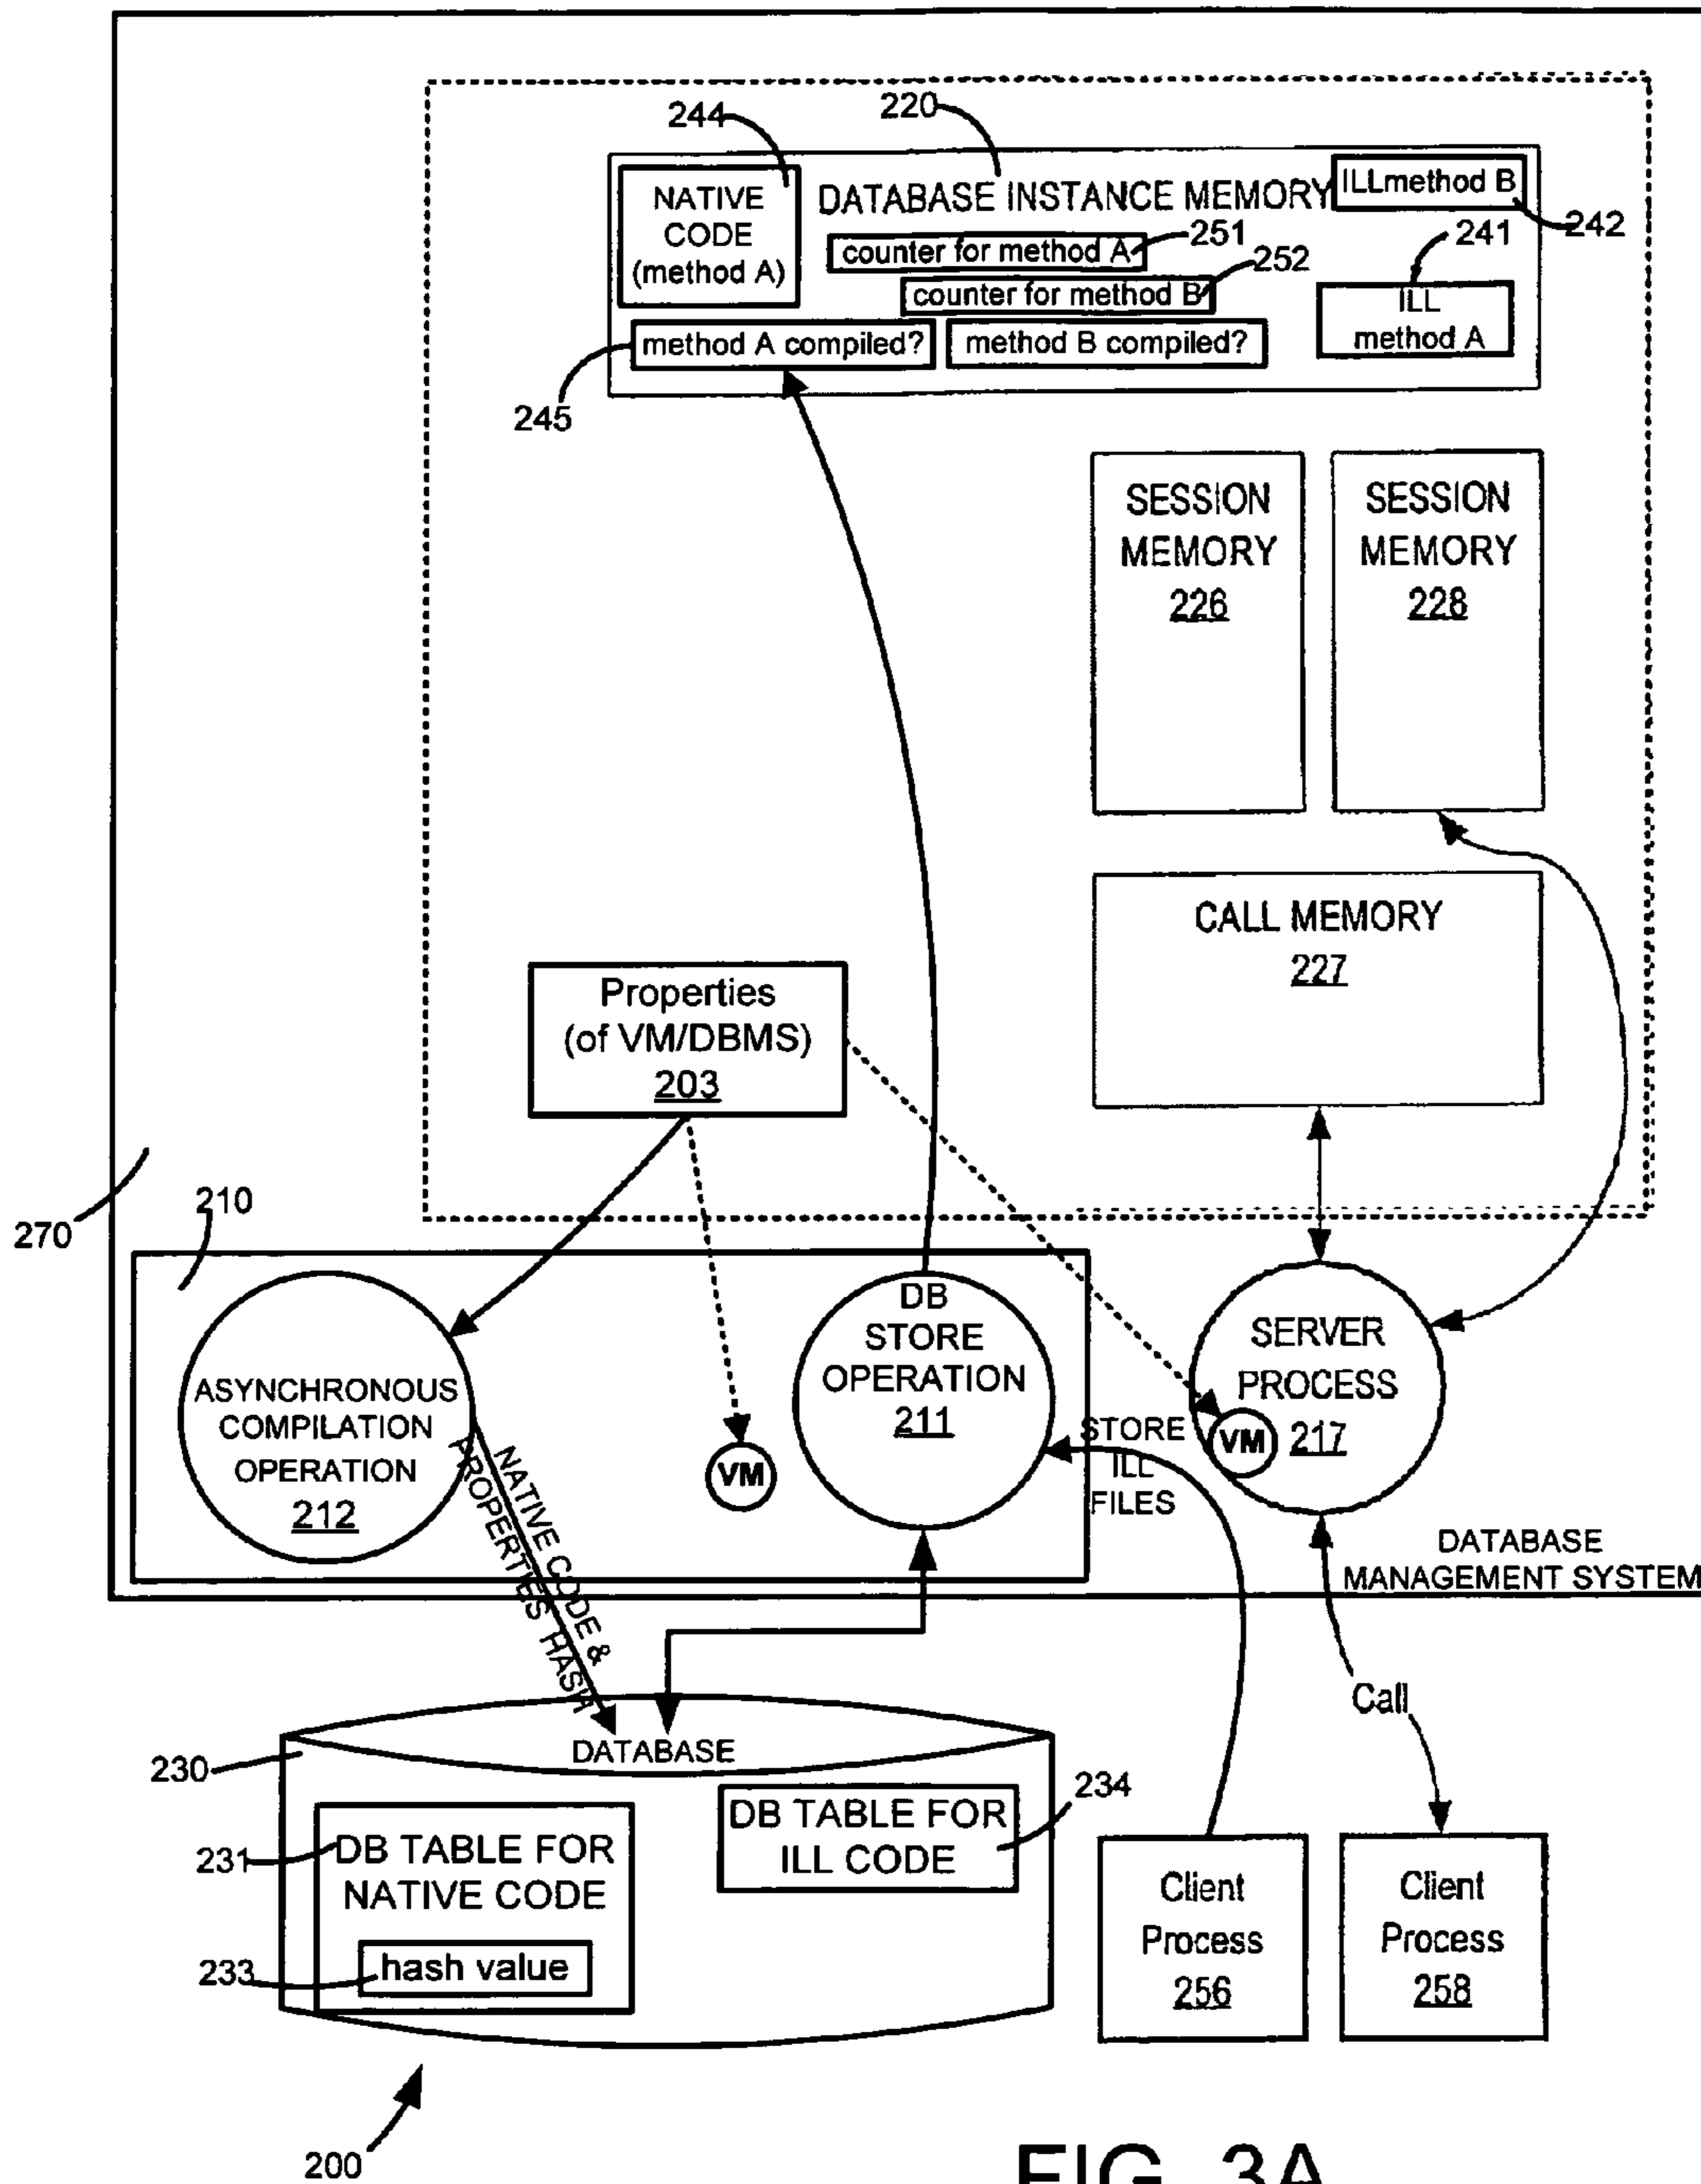 244
220
NATIVE
CODE
(method A)
DATABASE INSTANCE MEMORY
ILLmethod B
242
counter for method A
251
241
counter for method B
252
ILL
method A
method A compiled?
method B compiled?
245
SESSION
MEMORY
226
SESSION
MEMORY
228
CALL MEMORY
227
Properties
(of VM/DBMS)
203
270
210
ASYNCHRONOUS
COMPILATION
OPERATION
212
VM
DB
STORE
OPERATION
211
SERVER
PROCESS
217
VM
STORE
ILL
FILES
NATIVE CODE &
PROPERTIES HASH
DATABASE
MANAGEMENT SYSTEM
Call
230
DATABASE
231
DB TABLE FOR
NATIVE CODE
233
hash value
DB TABLE FOR
ILL CODE
234
Client
Process
256
Client
Process
258
200
FIG. 3A